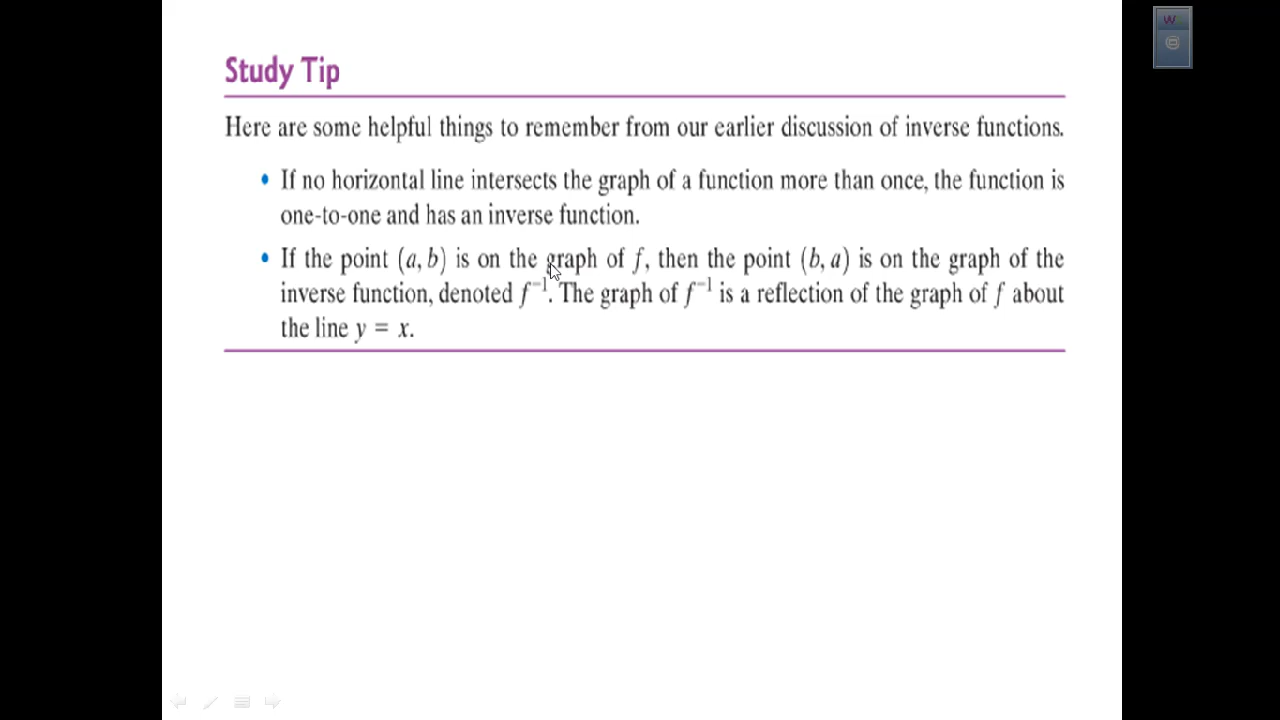 Study Tip
Here are some helpful things to remember from our earlier discussion of inverse functions.
• If no horizontal line intersects the graph of a function more than once, the function is
one-to-one and has an inverse function.
• If the point (a, b) is on the graph of f, then the point (b, a) is on the graph of the
inverse function, denoted f⁻¹. The graph of f⁻¹ is a reflection of the graph of f about
the line y = x.
W